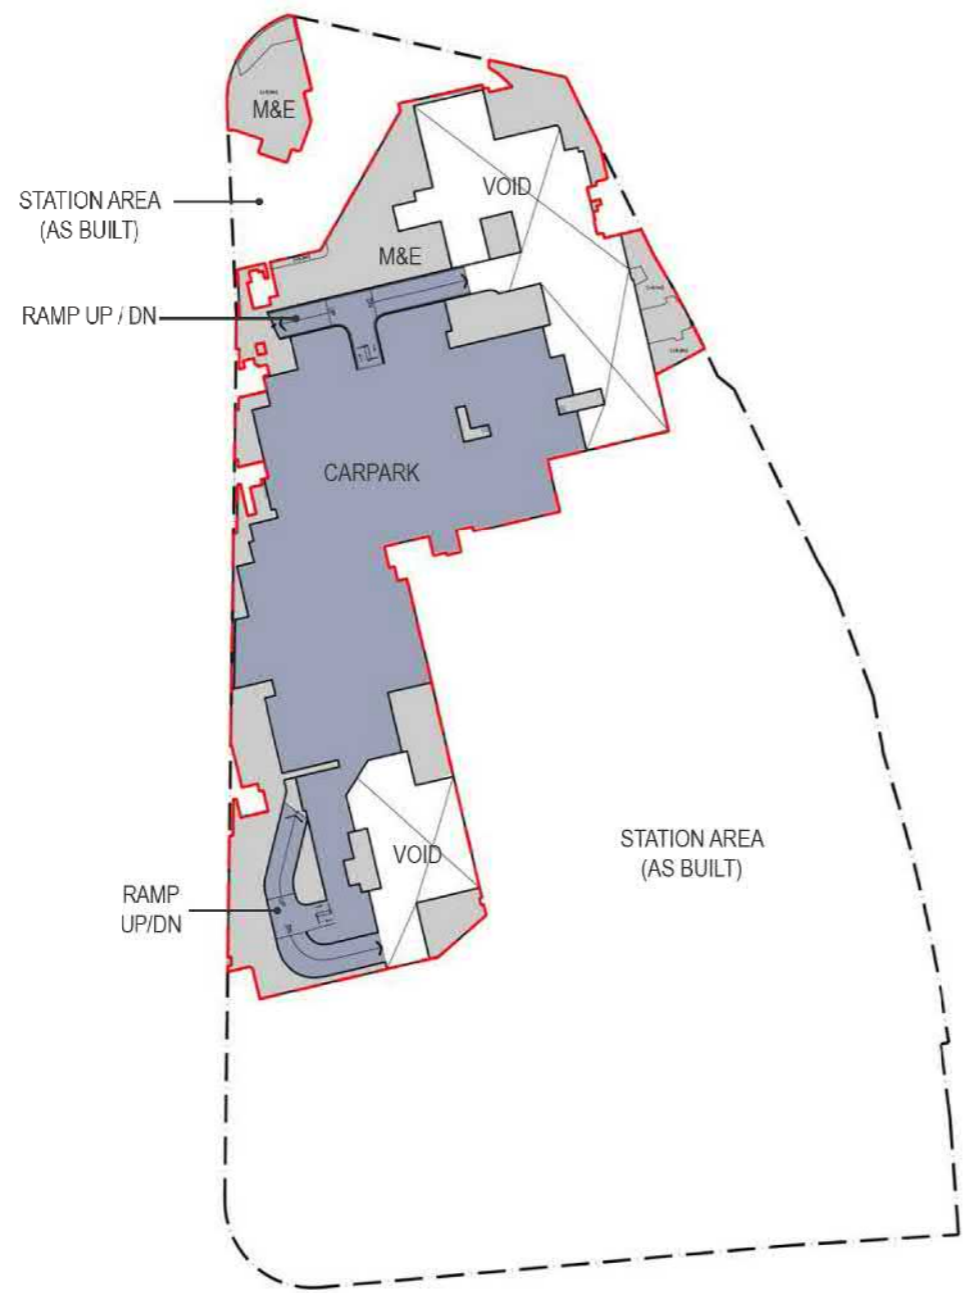 M&E
STATION AREA
(AS BUILT)
VOID
M&E
RAMP UP / DN
CARPARK
STATION AREA
(AS BUILT)
VOID
RAMP
UP/DN